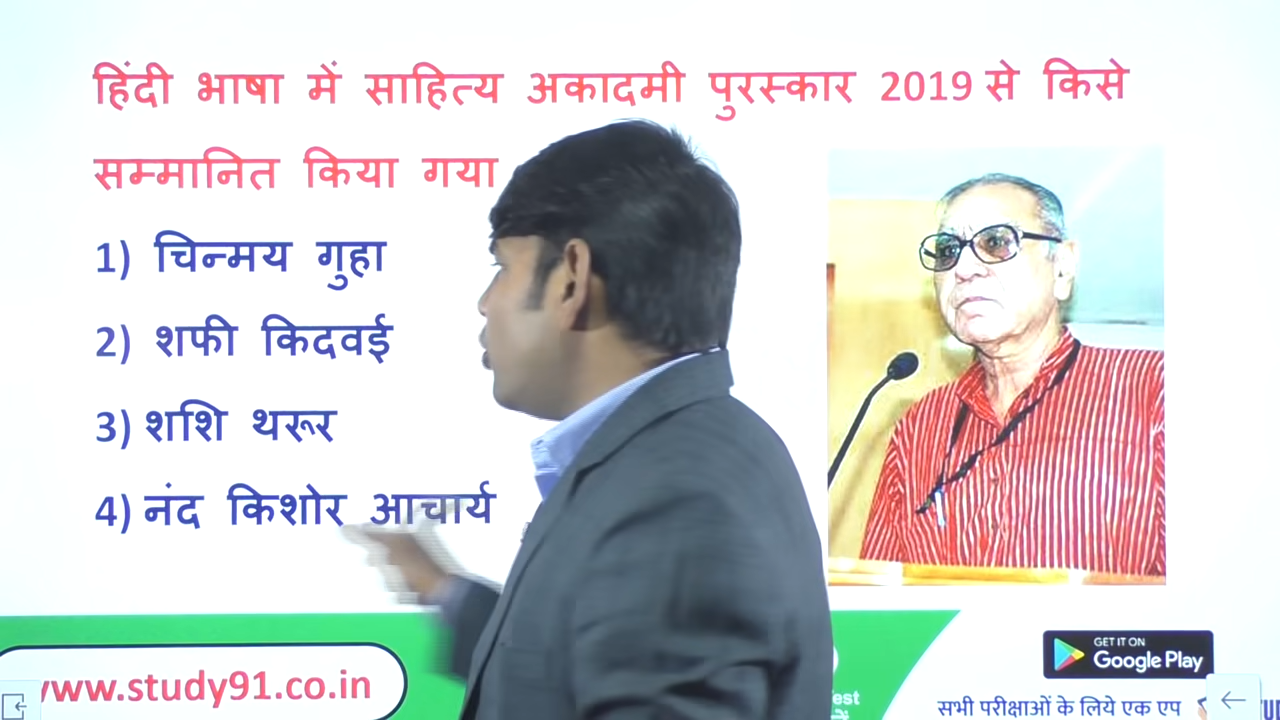 हिंदी भाषा में साहित्य अकादमी पुरस्कार 2019 से किसे
सम्मानित किया गया
1) चिन्मय गुहा
2) शफी किदवई
3) शशि थरूर
4) नंद किशोर आचार्य
www.study91.co.in
GET IT ON
Google Play
सभी परीक्षाओं के लिये एक एप